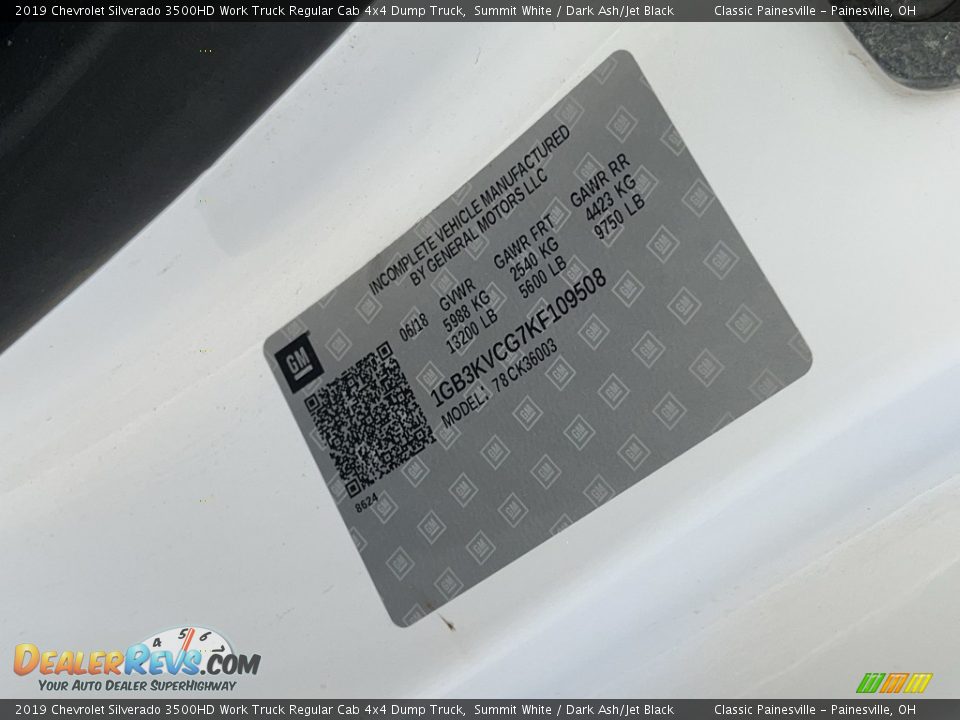 2019 Chevrolet Silverado 3500HD Work Truck Regular Cab 4x4 Dump Truck, Summit White / Dark Ash/Jet Black Classic Painesville – Painesville, OH
INCOMPLETE VEHICLE MANUFACTURED
BY GENERAL MOTORS LLC
GM
06/18
GVWR
5988 KG
13200 LB
GAWR FRT
2540 KG
5600 LB
GAWR RR
4423 KG
9750 LB
1GB3KVCG7KF109508
MODEL: 78CK36003
8624
4 5 6
DEALERREVS.COM
YOUR AUTO DEALER SUPERHIGHWAY
2019 Chevrolet Silverado 3500HD Work Truck Regular Cab 4x4 Dump Truck, Summit White / Dark Ash/Jet Black Classic Painesville – Painesville, OH